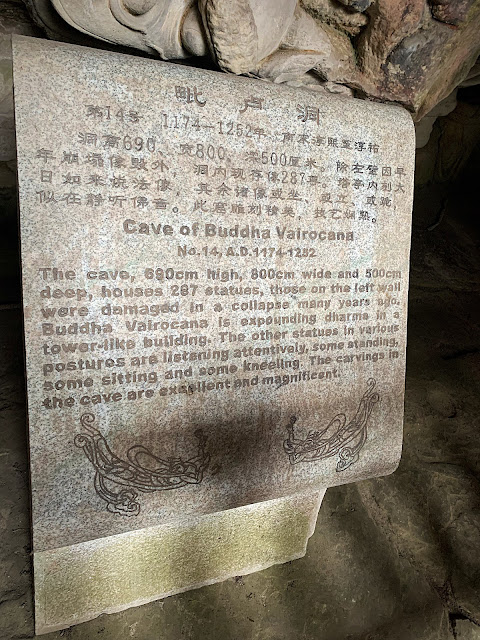 毗 卢 洞
第14号 1174—1252年、南宋淳熙至淳祐
洞高690、宽800、深500厘米。除左壁因早
年崩塌像毁外，洞内现存像287尊。塔亭内刻大
日如来说法像，其余诸像或坐、或立、或跪，
似在静听佛音。此窟雕刻精美，技艺娴熟。
Cave of Buddha Vairocana
No.14, A.D.1174-1252
The cave, 690cm high, 800cm wide and 500cm
deep, houses 287 statues, those on the left wall
were damaged in a collapse many years ago.
Buddha Vairocana is expounding dharma in a
tower-like building. The other statues in various
postures are listening attentively, some standing,
some sitting and some kneeling. The carvings in
the cave are excellent and magnificent.